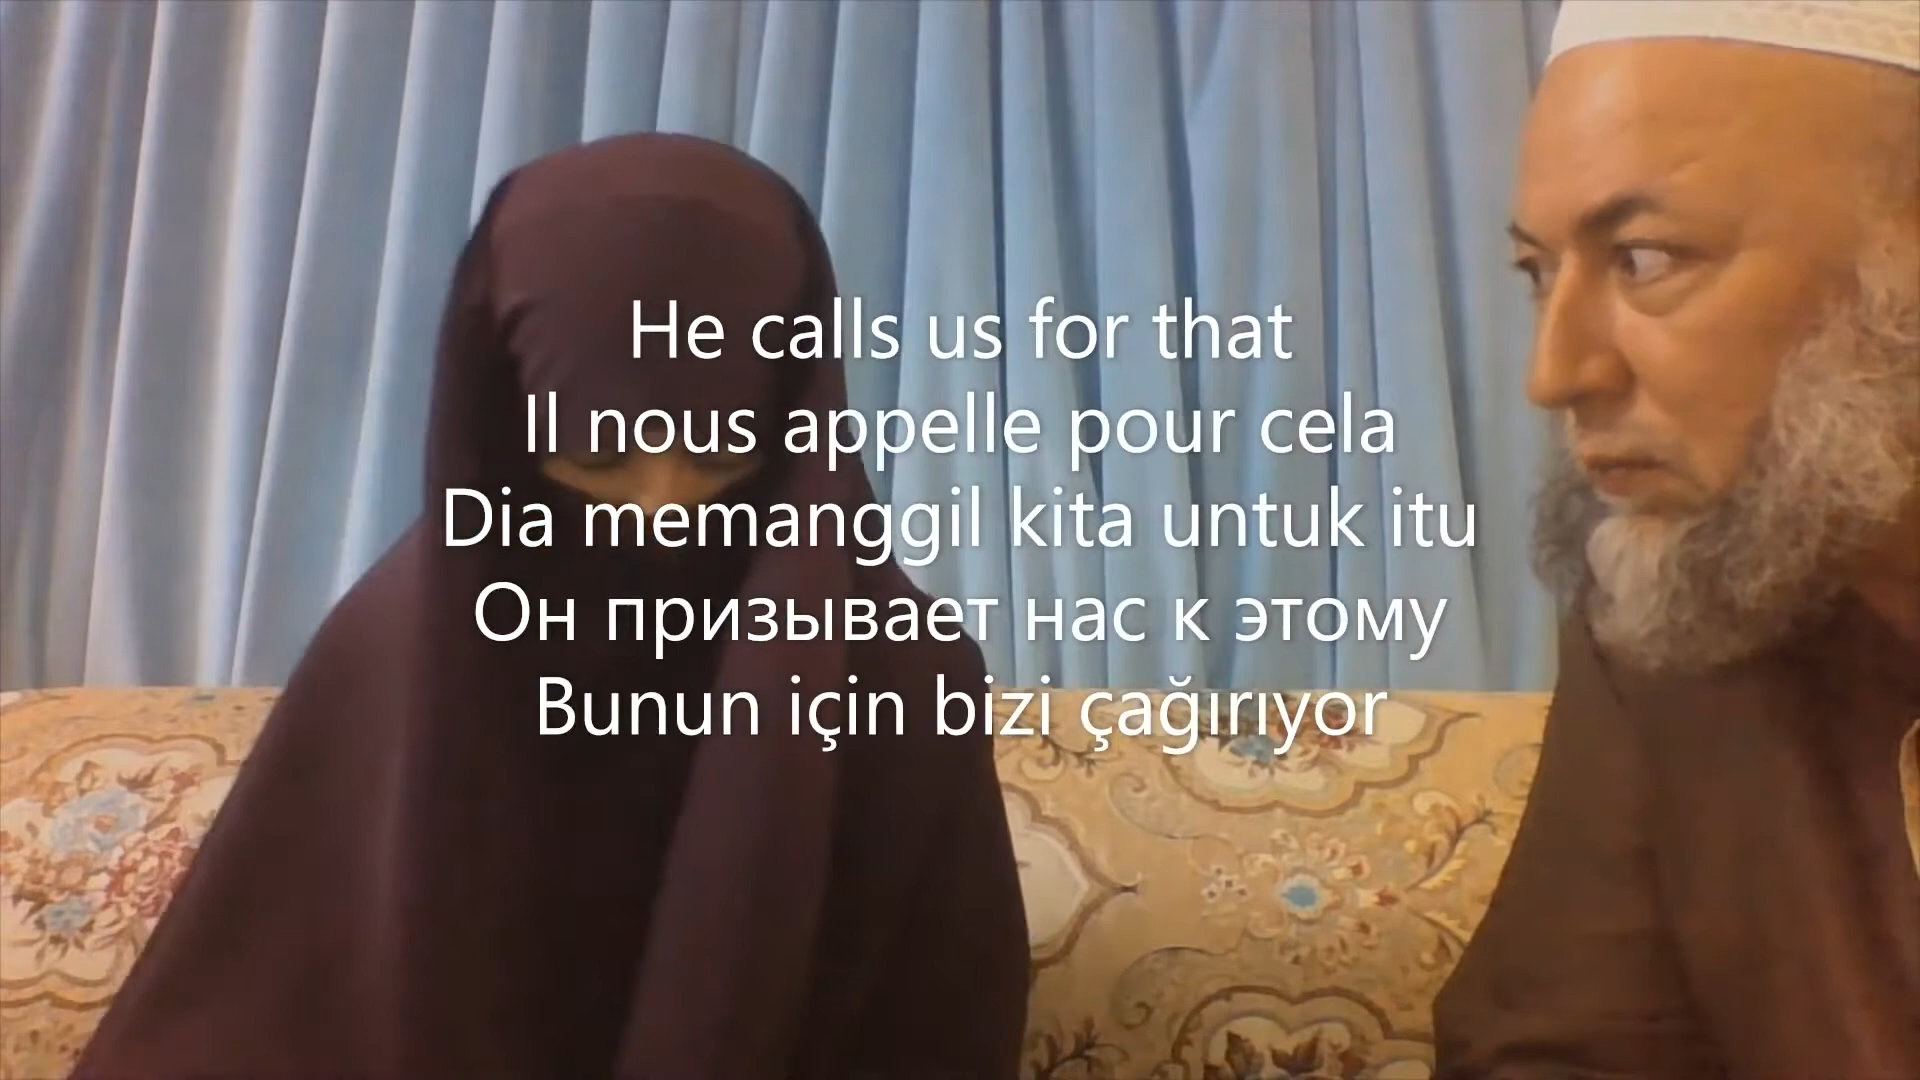 He calls us for that
Il nous appelle pour cela
Dia memanggil kita untuk itu
Он призывает нас к этому
Bunun için bizi çağırıyor